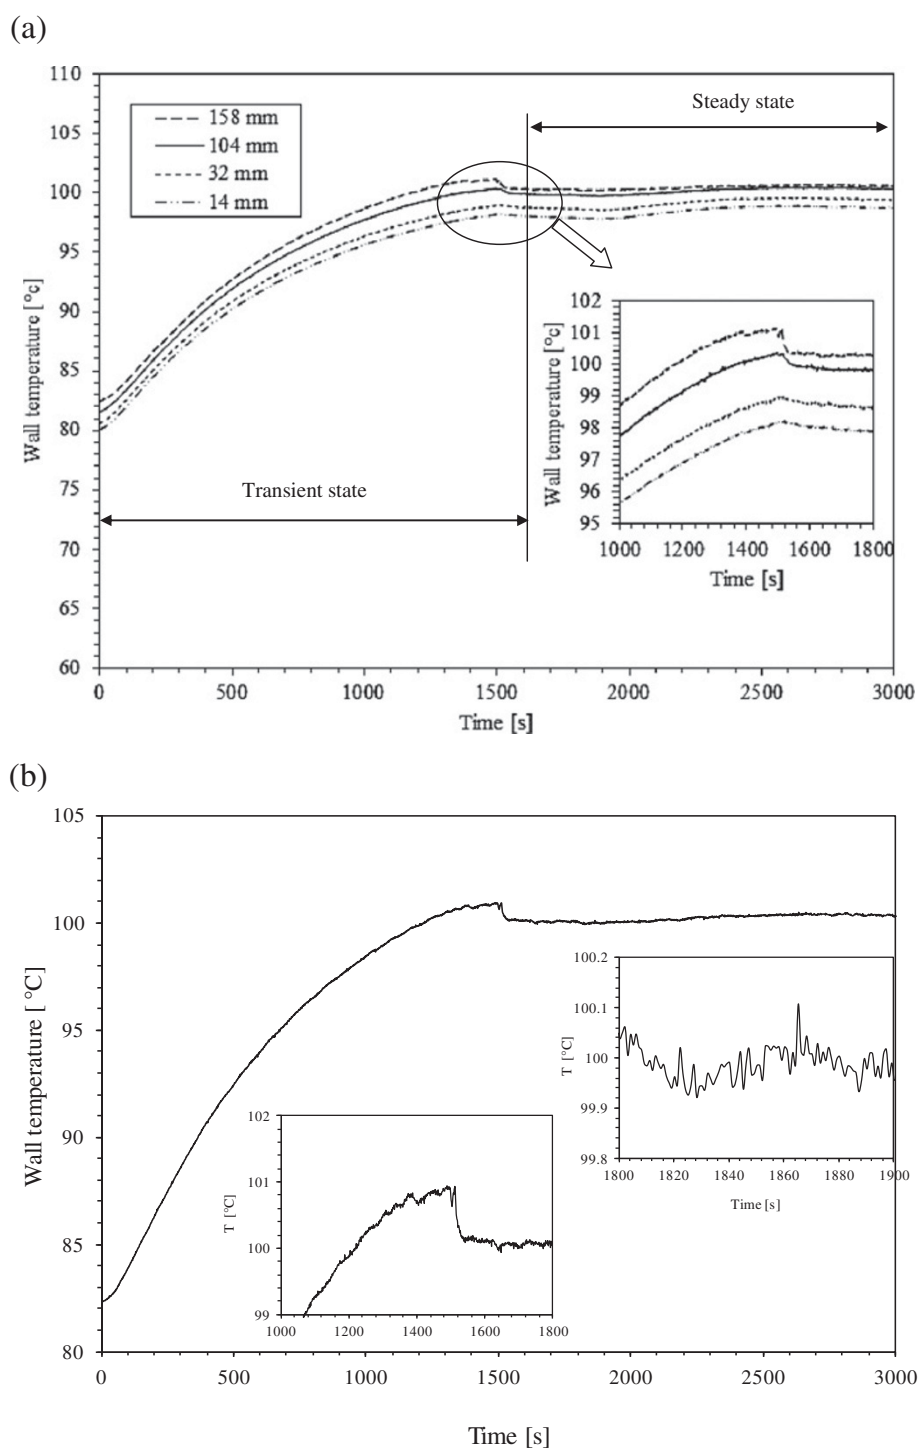 (a)
110
105
100
95
90
85
80
75
70
65
60
Wall temperature [°c]
158 mm
104 mm
32 mm
14 mm
Steady state
Transient state
102
101
100
99
98
97
96
95
Wall temperature [°c]
1000 1200 1400 1600 1800
Time [s]
0 500 1000 1500 2000 2500 3000
Time [s]
(b)
105
100
95
90
85
80
Wall temperature [ °C]
100.2
100.1
100
99.9
99.8
T [°C]
1800 1820 1840 1860 1880 1900
Time [s]
102
101
100
99
T [°C]
1000 1200 1400 1600 1800
0 500 1000 1500 2000 2500 3000
Time [s]